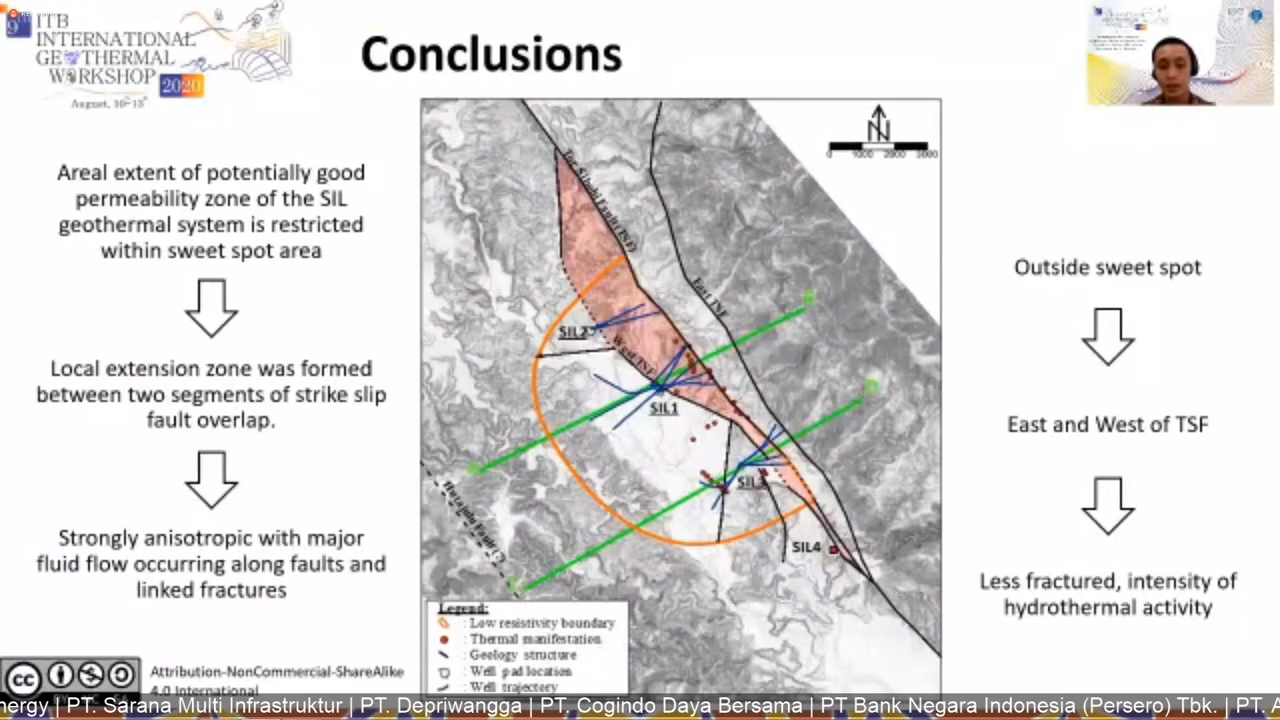 ITB
INTERNATIONAL
GEOTHERMAL
WORKSHOP
2020
August, 10th-13th
Conclusions
Areal extent of potentially good
permeability zone of the SIL
geothermal system is restricted
within sweet spot area
Local extension zone was formed
between two segments of strike slip
fault overlap.
Strongly anisotropic with major
fluid flow occurring along faults and
linked fractures
N
1000 2000 3000
East TSF
West TSF
SIL2
SIL1
SIL3
SIL4
Legend:
: Low resistivity boundary
: Thermal manifestation
: Geology structure
: Well pad location
: Well trajectory
Outside sweet spot
East and West of TSF
Less fractured, intensity of
hydrothermal activity
cc
Attribution-NonCommercial-ShareAlike
4.0 International
nergy | PT. Sarana Multi Infrastruktur | PT. Depriwangga | PT. Cogindo Daya Bersama | PT Bank Negara Indonesia (Persero) Tbk. | PT. A